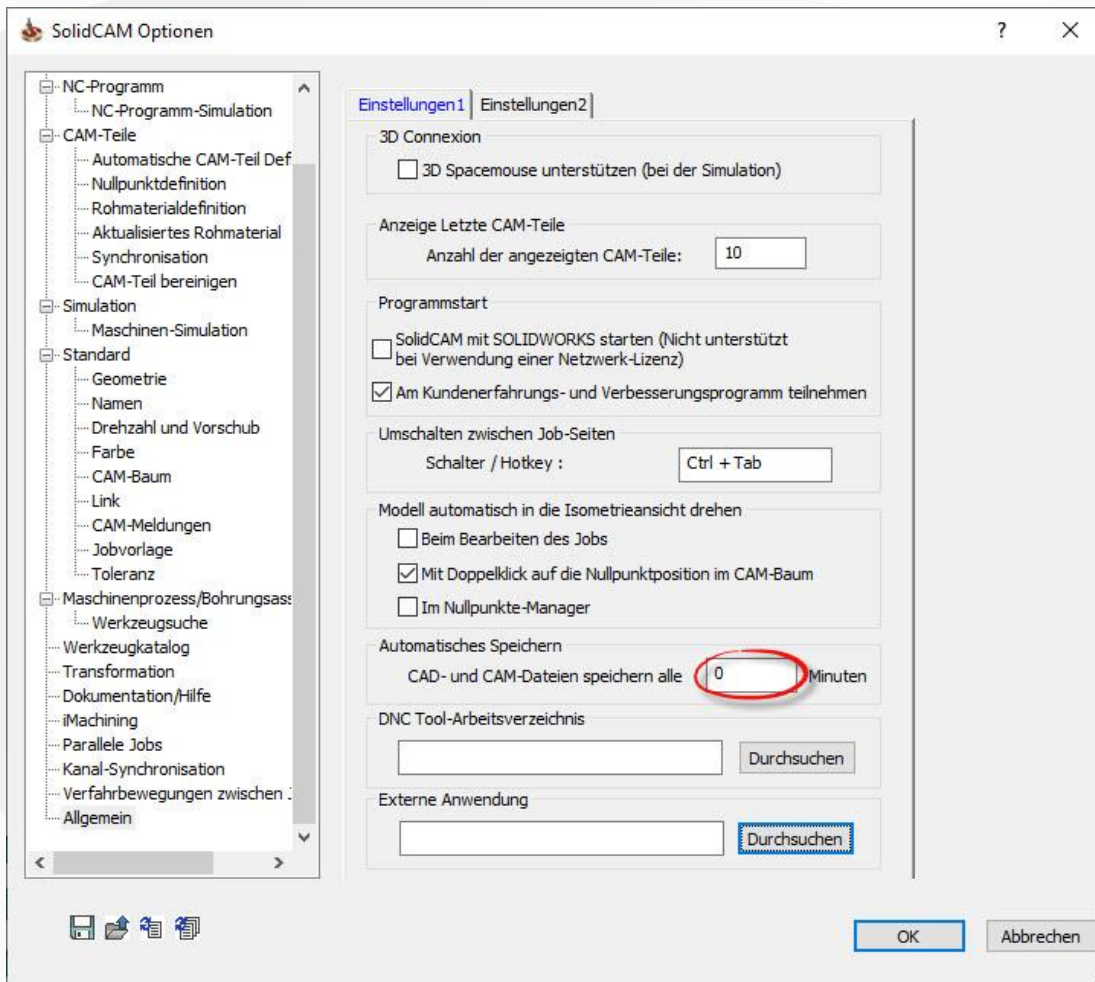 SolidCAM Optionen
?
NC-Programm
NC-Programm-Simulation
CAM-Teile
Automatische CAM-Teil Def
Nullpunktdefinition
Rohmaterialdefinition
Aktualisiertes Rohmaterial
Synchronisation
CAM-Teil bereinigen
Simulation
Maschinen-Simulation
Standard
Geometrie
Namen
Drehzahl und Vorschub
Farbe
CAM-Baum
Link
CAM-Meldungen
Jobvorlage
Toleranz
Maschinenprozess/Bohrungsass
Werkzeugsuche
Werkzeugkatalog
Transformation
Dokumentation/Hilfe
iMachining
Parallele Jobs
Kanal-Synchronisation
Verfahrbewegungen zwischen
Allgemein
Einstellungen1 Einstellungen2
3D Connexion
3D Spacemouse unterstützen (bei der Simulation)
Anzeige Letzte CAM-Teile
Anzahl der angezeigten CAM-Teile: 10
Programmstart
SolidCAM mit SOLIDWORKS starten (Nicht unterstützt
bei Verwendung einer Netzwerk-Lizenz)
Am Kundenerfahrungs- und Verbesserungsprogramm teilnehmen
Umschalten zwischen Job-Seiten
Schalter / Hotkey : Ctrl + Tab
Modell automatisch in die Isometrieansicht drehen
Beim Bearbeiten des Jobs
Mit Doppelklick auf die Nullpunktposition im CAM-Baum
Im Nullpunkte-Manager
Automatisches Speichern
CAD- und CAM-Dateien speichern alle 0 Minuten
DNC Tool-Arbeitsverzeichnis
Durchsuchen
Externe Anwendung
Durchsuchen
OK Abbrechen